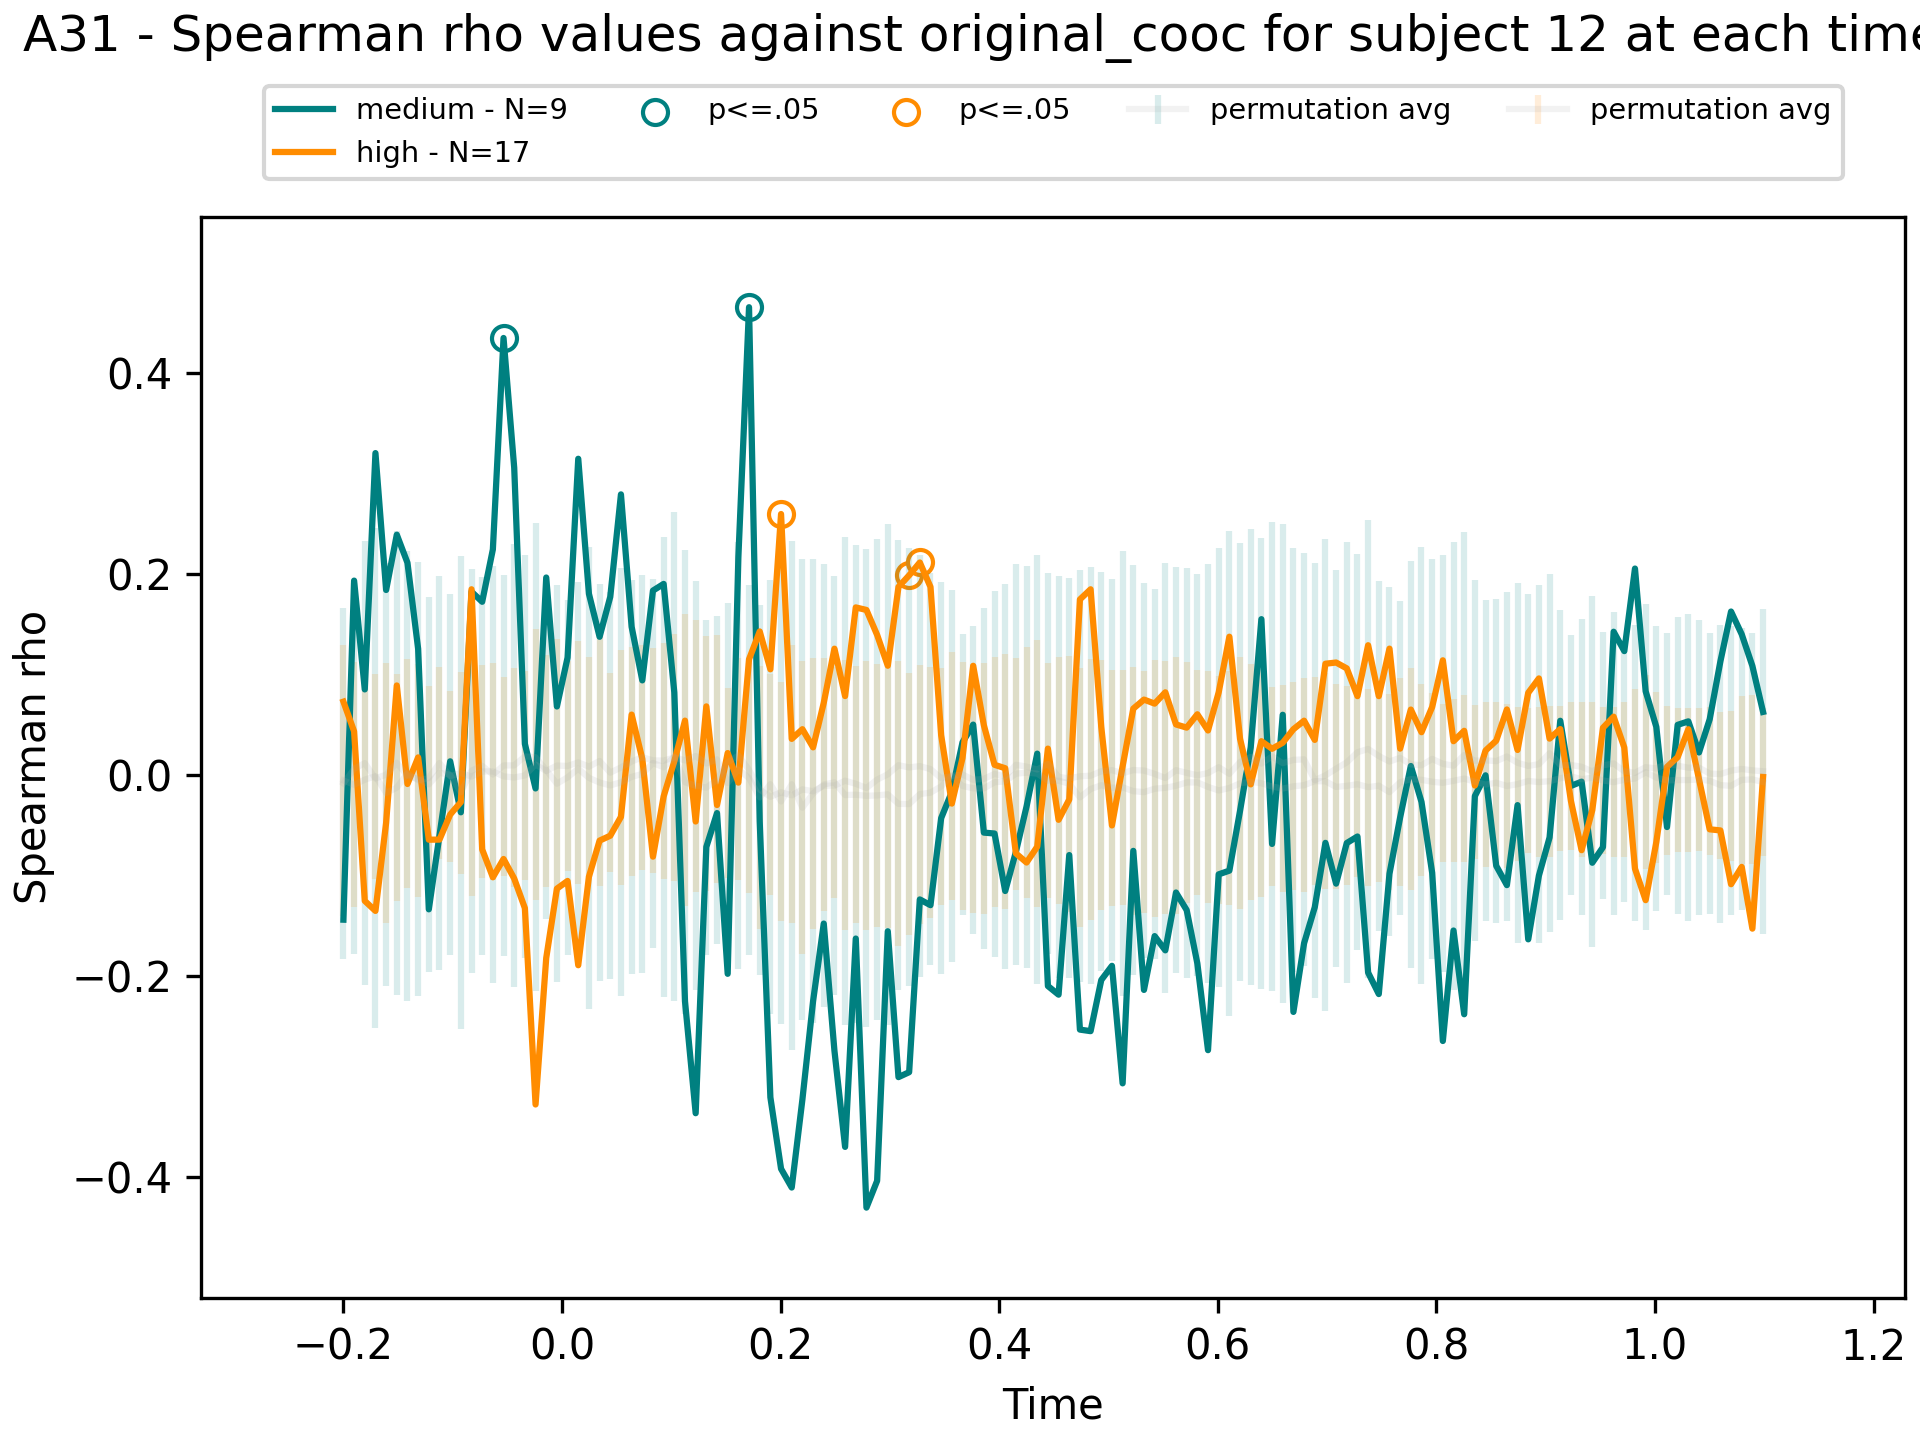 A31 - Spearman rho values against original_cooc for subject 12 at each time
medium - N=9
high - N=17
p<=.05
p<=.05
permutation avg
permutation avg
Spearman rho
0.4
0.2
0.0
−0.2
−0.4
−0.2 0.0 0.2 0.4 0.6 0.8 1.0 1.2
Time